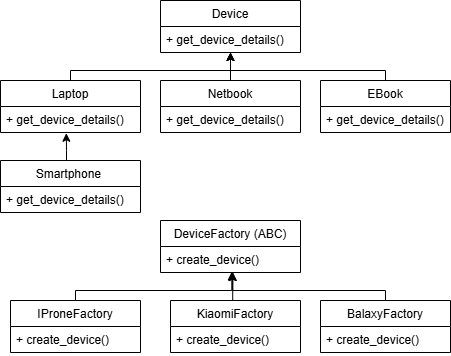 Device
+ get_device_details()
Laptop
+ get_device_details()
Netbook
+ get_device_details()
EBook
+ get_device_details()
Smartphone
+ get_device_details()
DeviceFactory (ABC)
+ create_device()
IProneFactory
+ create_device()
KiaomiFactory
+ create_device()
BalaxyFactory
+ create_device()